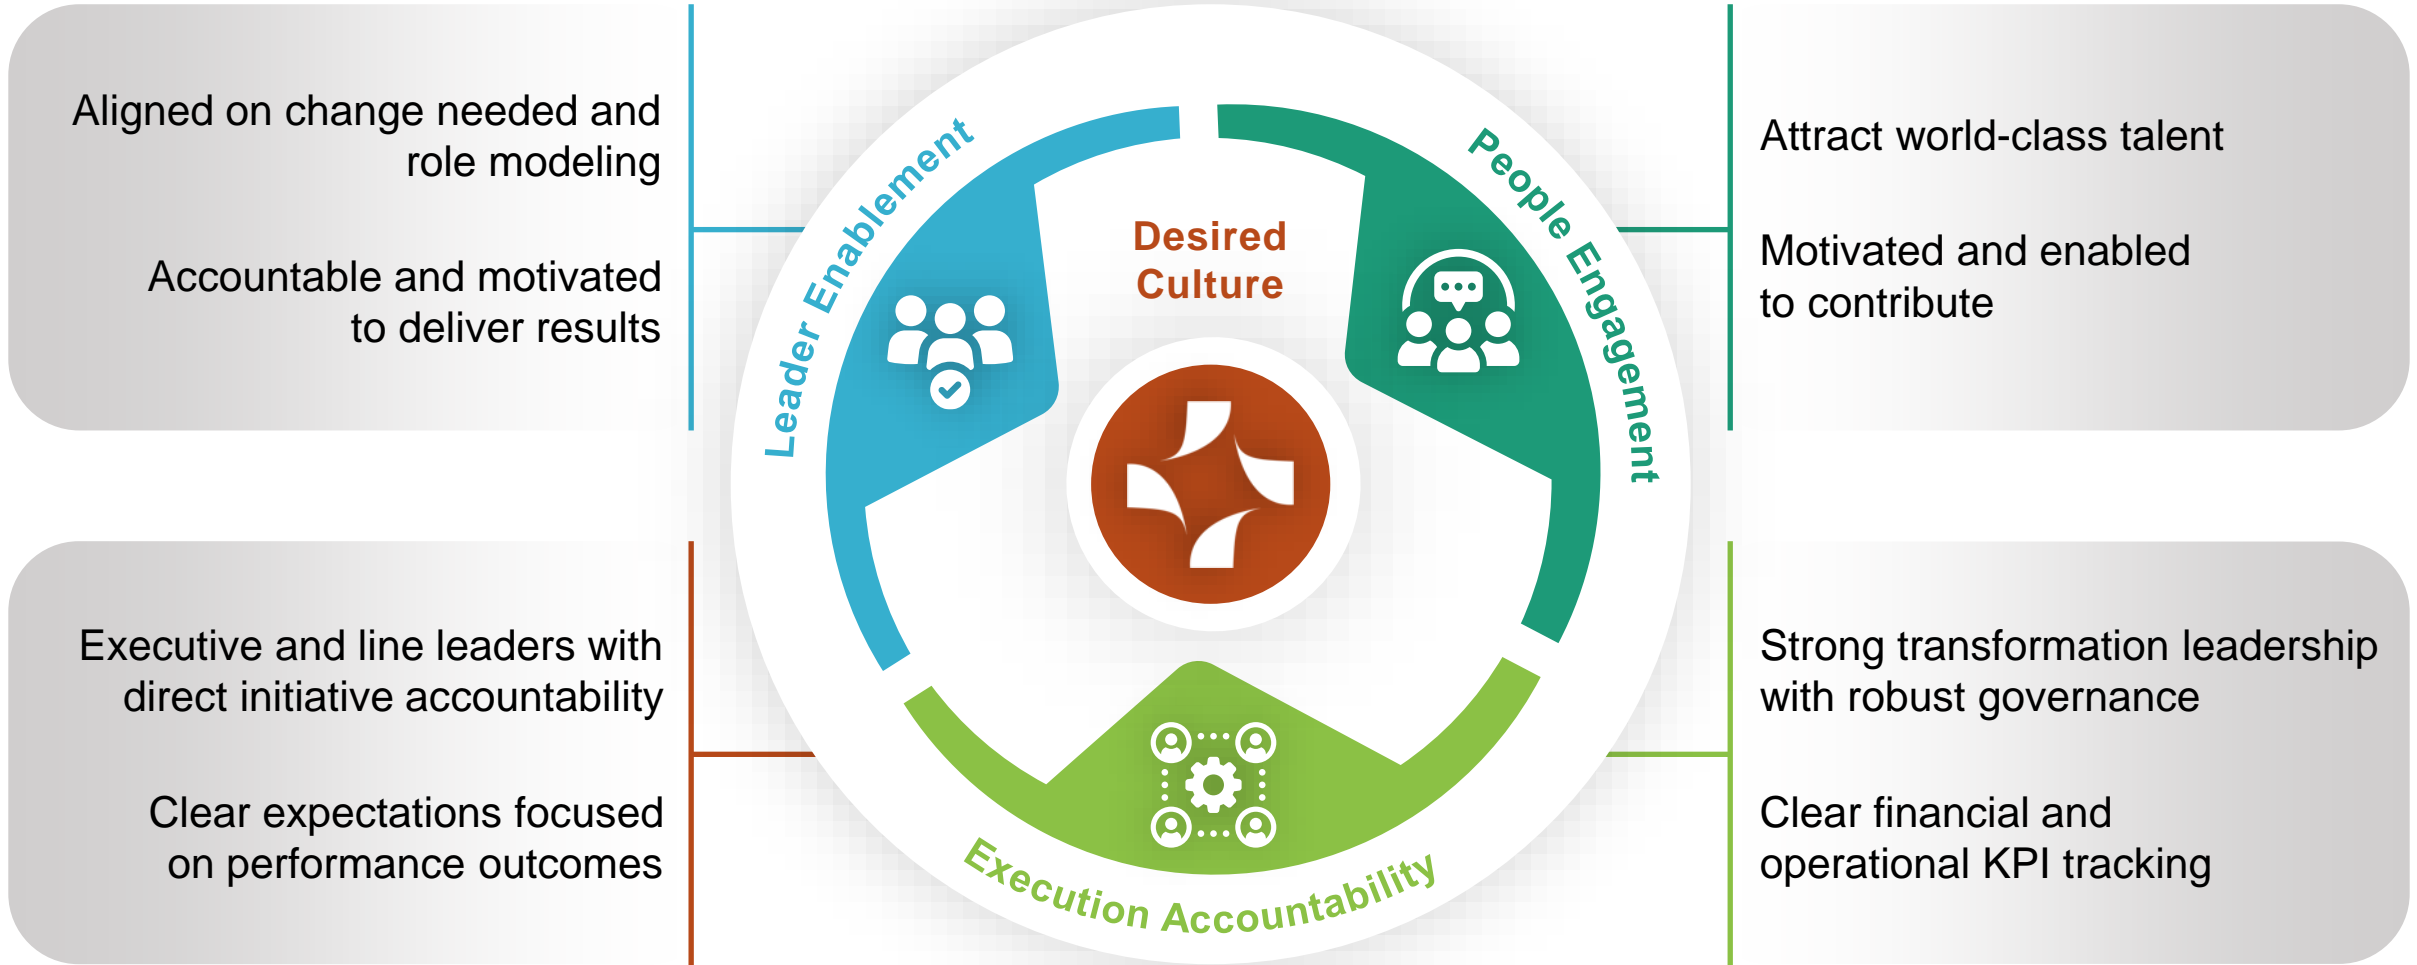 Aligned on change needed and
role modeling
Accountable and motivated
to deliver results
Leader Enablement
Desired
Culture
People Engagement
Attract world-class talent
Motivated and enabled
to contribute
Executive and line leaders with
direct initiative accountability
Clear expectations focused
on performance outcomes
Execution Accountability
Strong transformation leadership
with robust governance
Clear financial and
operational KPI tracking